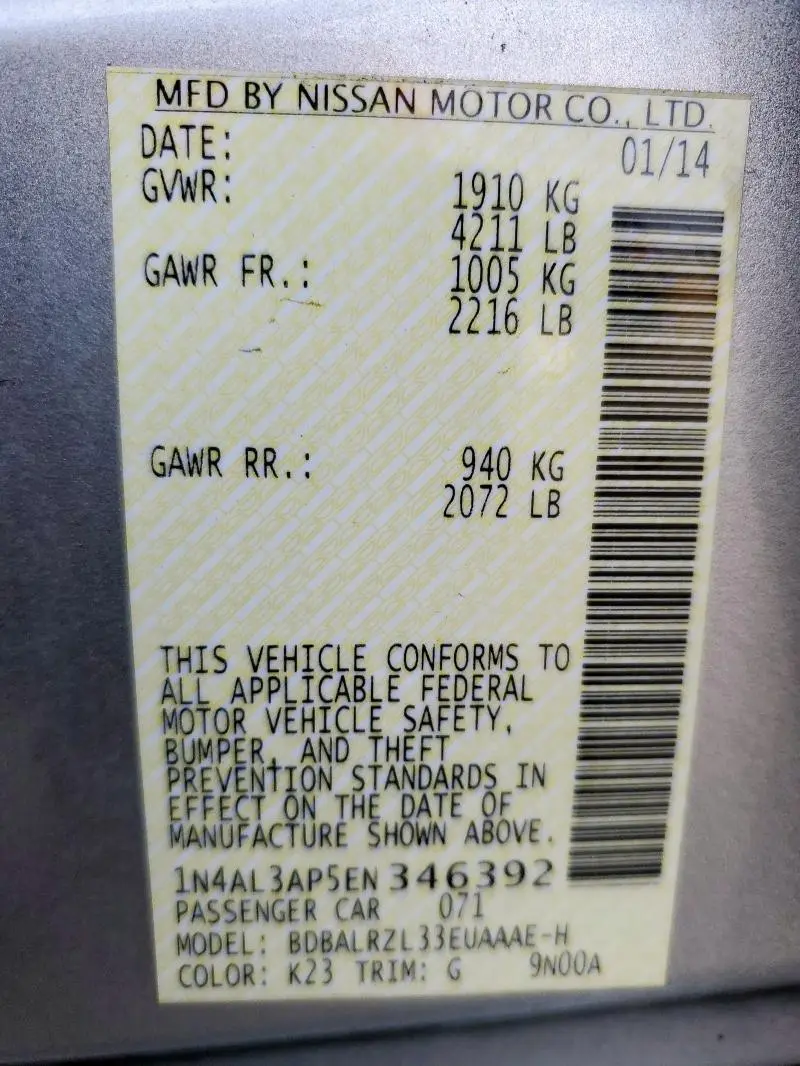 MFD BY NISSAN MOTOR CO., LTD.
DATE: 01/14
GVWR: 1910 KG
4211 LB
GAWR FR.: 1005 KG
2216 LB
GAWR RR.: 940 KG
2072 LB
THIS VEHICLE CONFORMS TO
ALL APPLICABLE FEDERAL
MOTOR VEHICLE SAFETY,
BUMPER, AND THEFT
PREVENTION STANDARDS IN
EFFECT ON THE DATE OF
MANUFACTURE SHOWN ABOVE.
1N4AL3AP5EN 346392
PASSENGER CAR 071
MODEL: BDBALRZL33EUAAAE-H
COLOR: K23 TRIM: G 9N00A